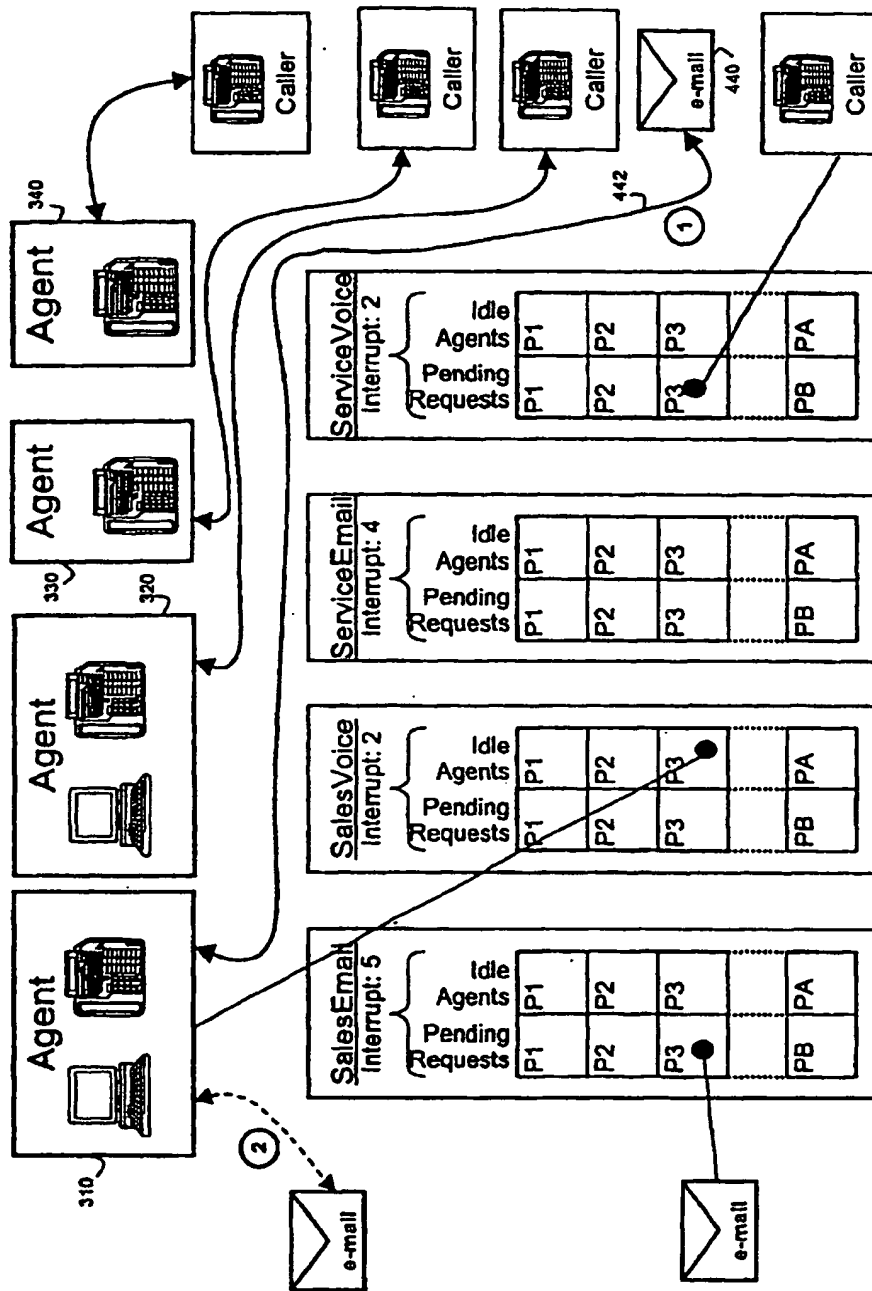 Agent
310
Agent
320
Agent
330
Agent
340
2
e-mail
Caller
Caller
Caller
e-mail
440
Caller
442
1
SalesEmail
Interrupt: 5
Pending Requests
Idle Agents
P1 P1
P2 P2
P3 P3
PB PA
SalesVoice
Interrupt: 2
Pending Requests
Idle Agents
P1 P1
P2 P2
P3 P3
PB PA
ServiceEmail
Interrupt: 4
Pending Requests
Idle Agents
P1 P1
P2 P2
P3 P3
PB PA
ServiceVoice
Interrupt: 2
Pending Requests
Idle Agents
P1 P1
P2 P2
P3 P3
PB PA
e-mail